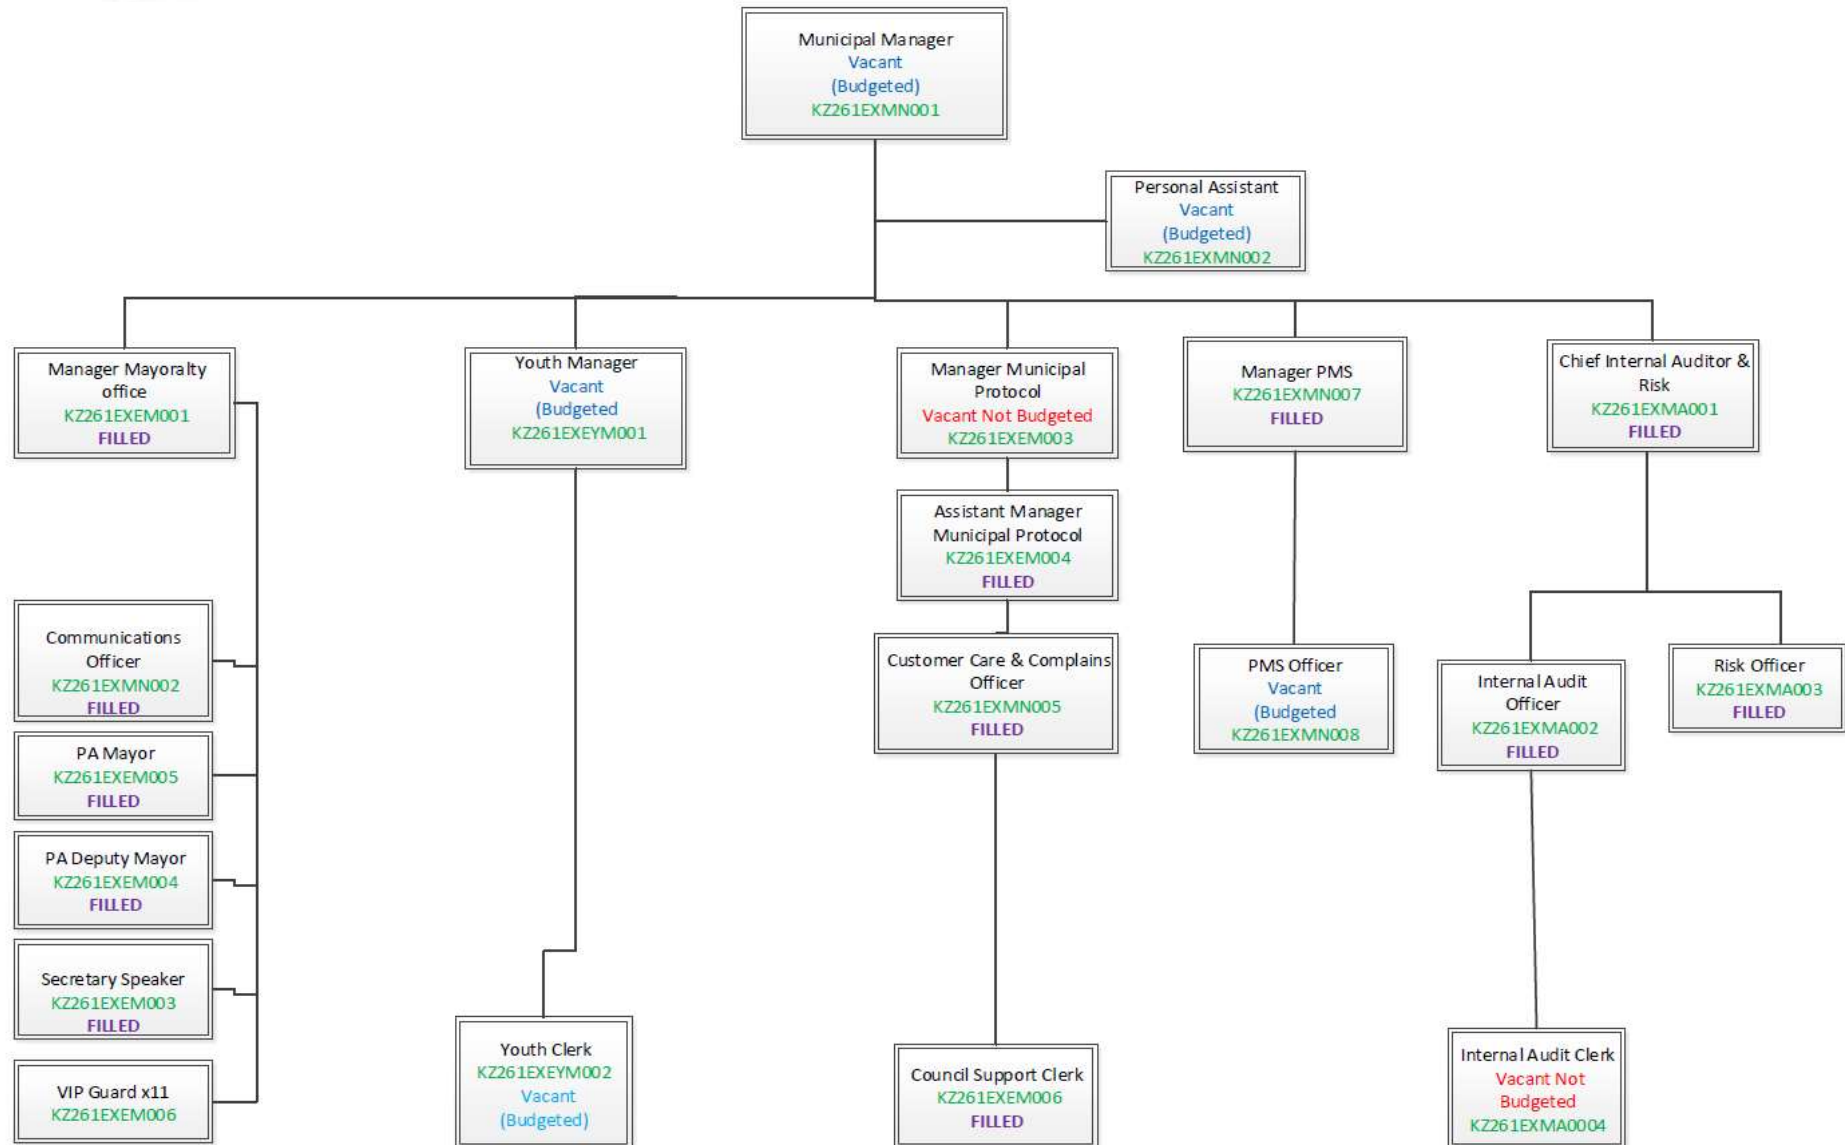 Municipal Manager
Vacant
(Budgeted)
KZ261EXMN001
Personal Assistant
Vacant
(Budgeted)
KZ261EXMN002
Manager Mayoralty
office
KZ261EXEM001
FILLED
Youth Manager
Vacant
(Budgeted
KZ261EXEYM001
Manager Municipal
Protocol
Vacant Not Budgeted
KZ261EXEM003
Manager PMS
KZ261EXMN007
FILLED
Chief Internal Auditor &
Risk
KZ261EXMA001
FILLED
Assistant Manager
Municipal Protocol
KZ261EXEM004
FILLED
Communications
Officer
KZ261EXMN002
FILLED
Customer Care & Complains
Officer
KZ261EXMN005
FILLED
PMS Officer
Vacant
(Budgeted
KZ261EXMN008
Internal Audit
Officer
KZ261EXMA002
FILLED
Risk Officer
KZ261EXMA003
FILLED
PA Mayor
KZ261EXEM005
FILLED
PA Deputy Mayor
KZ261EXEM004
FILLED
Secretary Speaker
KZ261EXEM003
FILLED
VIP Guard x11
KZ261EXEM006
Youth Clerk
KZ261EXEYM002
Vacant
(Budgeted)
Council Support Clerk
KZ261EXEM006
FILLED
Internal Audit Clerk
Vacant Not
Budgeted
KZ261EXMA0004